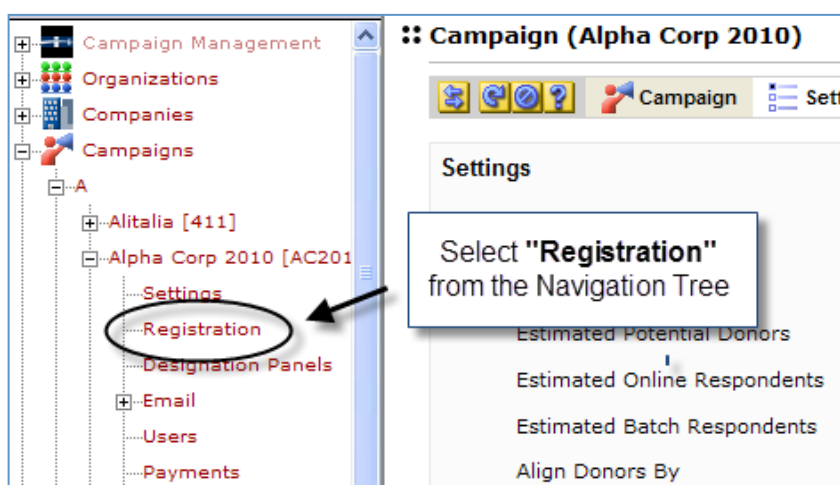 Campaign Management
Organizations
Companies
Campaigns
A
Alitalia [411]
Alpha Corp 2010 [AC201
Settings
Registration
Designation Panels
Email
Users
Payments
Campaign (Alpha Corp 2010)
Campaign
Sett
Settings
Select "Registration"
from the Navigation Tree
Estimated Potential Donors
Estimated Online Respondents
Estimated Batch Respondents
Align Donors By